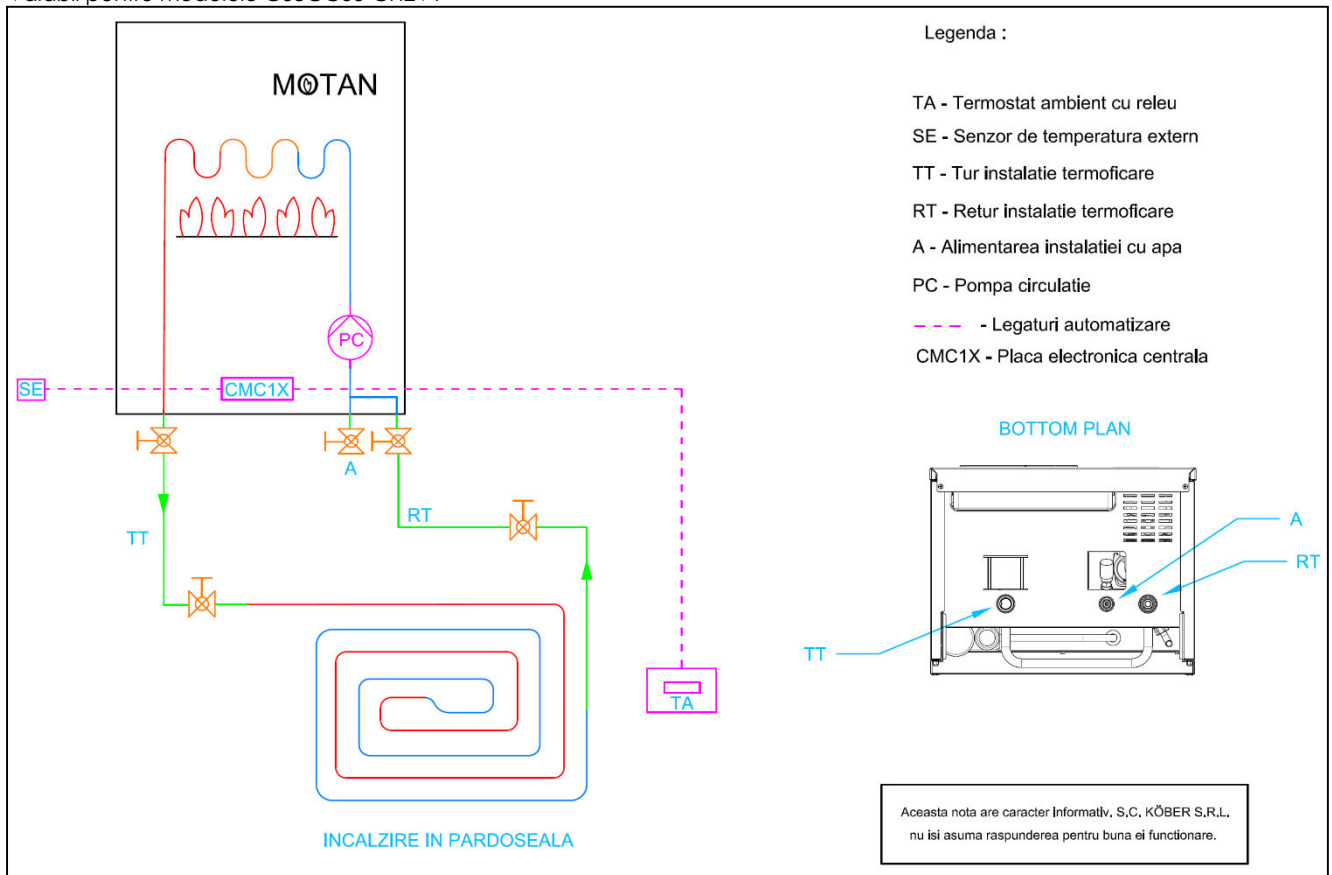 MOTAN
PC
SE
CMC1X
A
RT
TT
TA
INCALZIRE IN PARDOSEALA
Legenda :
TA - Termostat ambient cu releu
SE - Senzor de temperatura extern
TT - Tur instalatie termoficare
RT - Retur instalatie termoficare
A - Alimentarea instalatiei cu apa
PC - Pompa circulatie
- Legaturi automatizare
CMC1X - Placa electronica centrala
BOTTOM PLAN
A
RT
TT
Aceasta nota are caracter informativ, S.C. KÖBER S.R.L.
nu isi asuma raspunderea pentru buna ei functionare.